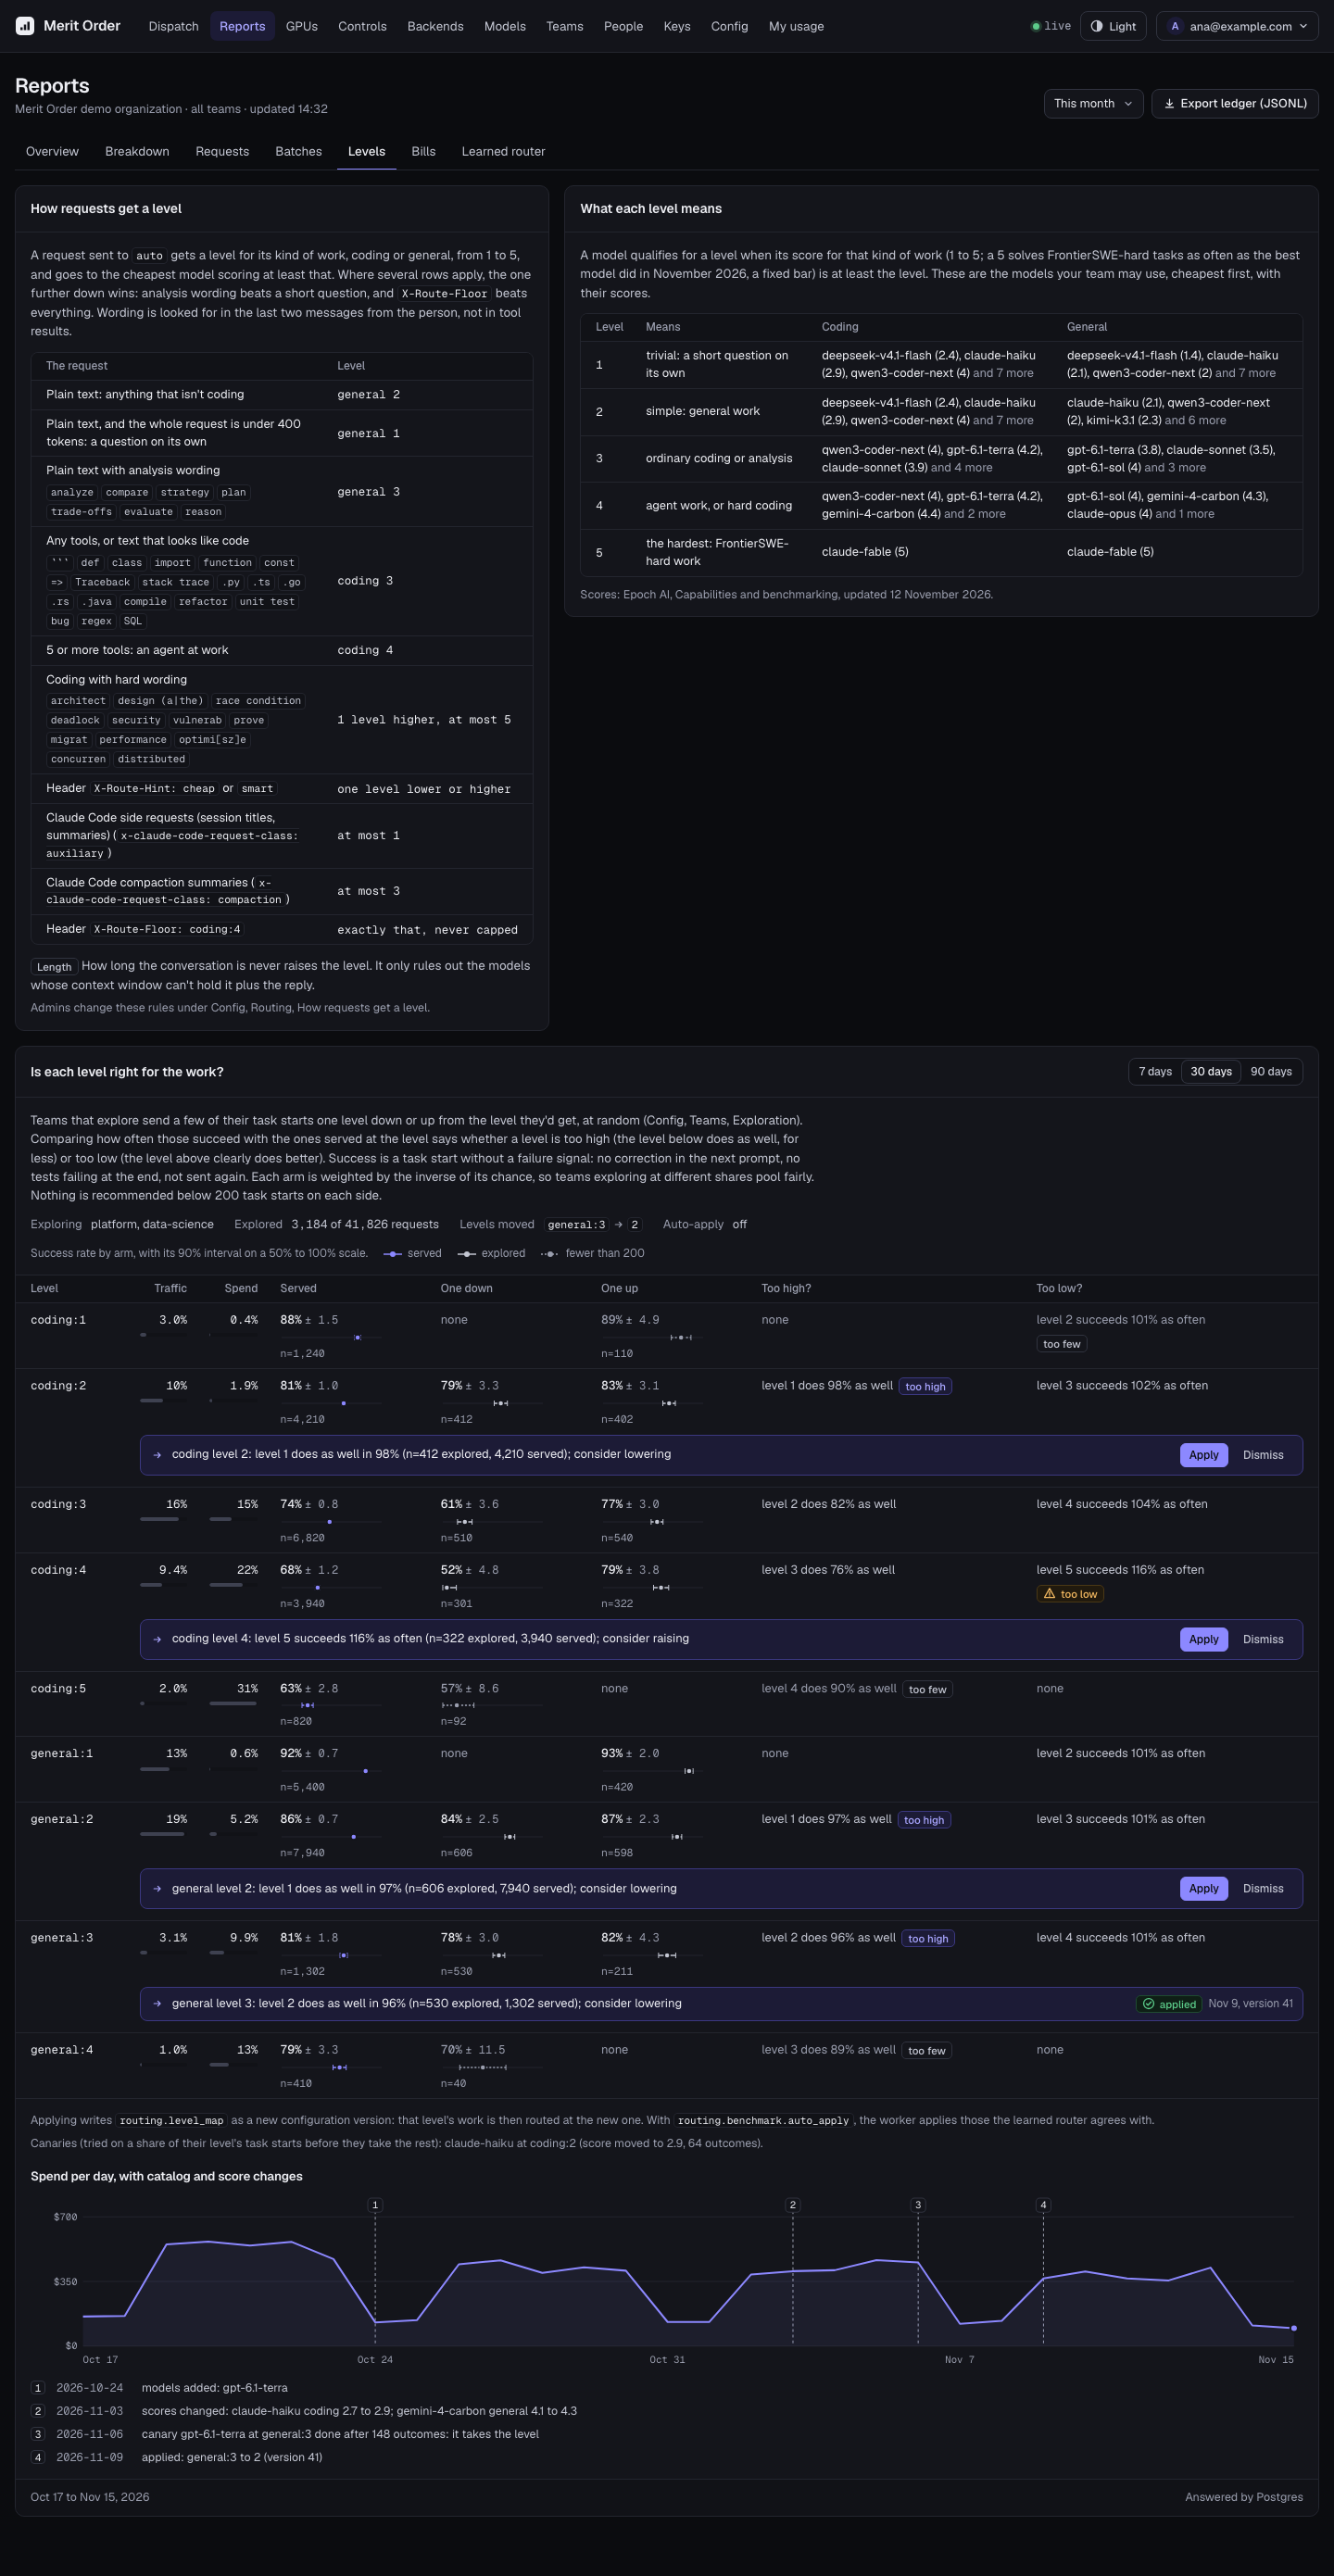 Merit Order Dispatch Reports GPUs Controls Backends Models Teams People Keys Config My usage live Light A ana@example.com
Reports
Merit Order demo organization · all teams · updated 14:32
This month Export ledger (JSONL)
Overview Breakdown Requests Batches Levels Bills Learned router
How requests get a level
A request sent to auto gets a level for its kind of work, coding or general, from 1 to 5,
and goes to the cheapest model scoring at least that. Where several rows apply, the one
further down wins: analysis wording beats a short question, and X-Route-Floor beats
everything. Wording is looked for in the last two messages from the person, not in tool
results.
The request Level
Plain text: anything that isn't coding general 2
Plain text, and the whole request is under 400
tokens: a question on its own
general 1
Plain text with analysis wording
analyze compare strategy plan
trade-offs evaluate reason
general 3
Any tools, or text that looks like code
``` def class import function const
=> Traceback stack trace .py .ts .go
.rs .java compile refactor unit test
bug regex SQL
coding 3
5 or more tools: an agent at work coding 4
Coding with hard wording
architect design (a|the) race condition
deadlock security vulnerab prove
migrat performance optimi[sz]e
concurren distributed
1 level higher, at most 5
Header X-Route-Hint: cheap or smart one level lower or higher
Claude Code side requests (session titles,
summaries) ( x-claude-code-request-class:
auxiliary )
at most 1
Claude Code compaction summaries ( x-
claude-code-request-class: compaction )
at most 3
Header X-Route-Floor: coding:4 exactly that, never capped
Length How long the conversation is never raises the level. It only rules out the models
whose context window can't hold it plus the reply.
Admins change these rules under Config, Routing, How requests get a level.
What each level means
A model qualifies for a level when its score for that kind of work (1 to 5; a 5 solves FrontierSWE-hard tasks as often as the best
model did in November 2026, a fixed bar) is at least the level. These are the models your team may use, cheapest first, with
their scores.
Level Means Coding General
1 trivial: a short question on
its own
deepseek-v4.1-flash (2.4), claude-haiku
(2.9), qwen3-coder-next (4) and 7 more
deepseek-v4.1-flash (1.4), claude-haiku
(2.1), qwen3-coder-next (2) and 7 more
2 simple: general work
deepseek-v4.1-flash (2.4), claude-haiku
(2.9), qwen3-coder-next (4) and 7 more
claude-haiku (2.1), qwen3-coder-next
(2), kimi-k3.1 (2.3) and 6 more
3 ordinary coding or analysis
qwen3-coder-next (4), gpt-6.1-terra (4.2),
claude-sonnet (3.9) and 4 more
gpt-6.1-terra (3.8), claude-sonnet (3.5),
gpt-6.1-sol (4) and 3 more
4 agent work, or hard coding
qwen3-coder-next (4), gpt-6.1-terra (4.2),
gemini-4-carbon (4.4) and 2 more
gpt-6.1-sol (4), gemini-4-carbon (4.3),
claude-opus (4) and 1 more
5 the hardest: FrontierSWE-
hard work
claude-fable (5)
claude-fable (5)
Scores: Epoch AI, Capabilities and benchmarking, updated 12 November 2026.
Is each level right for the work? 7 days 30 days 90 days
Teams that explore send a few of their task starts one level down or up from the level they'd get, at random (Config, Teams, Exploration).
Comparing how often those succeed with the ones served at the level says whether a level is too high (the level below does as well, for
less) or too low (the level above clearly does better). Success is a task start without a failure signal: no correction in the next prompt, no
tests failing at the end, not sent again. Each arm is weighted by the inverse of its chance, so teams exploring at different shares pool fairly.
Nothing is recommended below 200 task starts on each side.
Exploring platform, data-science Explored 3,184 of 41,826 requests Levels moved general:3 → 2 Auto-apply off
Success rate by arm, with its 90% interval on a 50% to 100% scale. served explored fewer than 200
Level Traffic Spend Served One down One up Too high? Too low?
coding:1 3.0% 0.4% 88% ± 1.5 none 89% ± 4.9 none level 2 succeeds 101% as often
too few
n=1,240 n=110
coding:2 10% 1.9% 81% ± 1.0 79% ± 3.3 83% ± 3.1 level 1 does 98% as well too high level 3 succeeds 102% as often
n=4,210 n=412 n=402
→ coding level 2: level 1 does as well in 98% (n=412 explored, 4,210 served); consider lowering Apply Dismiss
coding:3 16% 15% 74% ± 0.8 61% ± 3.6 77% ± 3.0 level 2 does 82% as well level 4 succeeds 104% as often
n=6,820 n=510 n=540
coding:4 9.4% 22% 68% ± 1.2 52% ± 4.8 79% ± 3.8 level 3 does 76% as well level 5 succeeds 116% as often
too low
n=3,940 n=301 n=322
→ coding level 4: level 5 succeeds 116% as often (n=322 explored, 3,940 served); consider raising Apply Dismiss
coding:5 2.0% 31% 63% ± 2.8 57% ± 8.6 none level 4 does 90% as well too few none
n=820 n=92
general:1 13% 0.6% 92% ± 0.7 none 93% ± 2.0 none level 2 succeeds 101% as often
n=5,400 n=420
general:2 19% 5.2% 86% ± 0.7 84% ± 2.5 87% ± 2.3 level 1 does 97% as well too high level 3 succeeds 101% as often
n=7,940 n=606 n=598
→ general level 2: level 1 does as well in 97% (n=606 explored, 7,940 served); consider lowering Apply Dismiss
general:3 3.1% 9.9% 81% ± 1.8 78% ± 3.0 82% ± 4.3 level 2 does 96% as well too high level 4 succeeds 101% as often
n=1,302 n=530 n=211
→ general level 3: level 2 does as well in 96% (n=530 explored, 1,302 served); consider lowering applied Nov 9, version 41
general:4 1.0% 13% 79% ± 3.3 70% ± 11.5 none level 3 does 89% as well too few none
n=410 n=40
Applying writes routing.level_map as a new configuration version: that level's work is then routed at the new one. With routing.benchmark.auto_apply , the worker applies those the learned router agrees with.
Canaries (tried on a share of their level's task starts before they take the rest): claude-haiku at coding:2 (score moved to 2.9, 64 outcomes).
Spend per day, with catalog and score changes
1 2 3 4
$700
$350
$0
Oct 17 Oct 24 Oct 31 Nov 7 Nov 15
1 2026-10-24 models added: gpt-6.1-terra
2 2026-11-03 scores changed: claude-haiku coding 2.7 to 2.9; gemini-4-carbon general 4.1 to 4.3
3 2026-11-06 canary gpt-6.1-terra at general:3 done after 148 outcomes: it takes the level
4 2026-11-09 applied: general:3 to 2 (version 41)
Oct 17 to Nov 15, 2026 Answered by Postgres